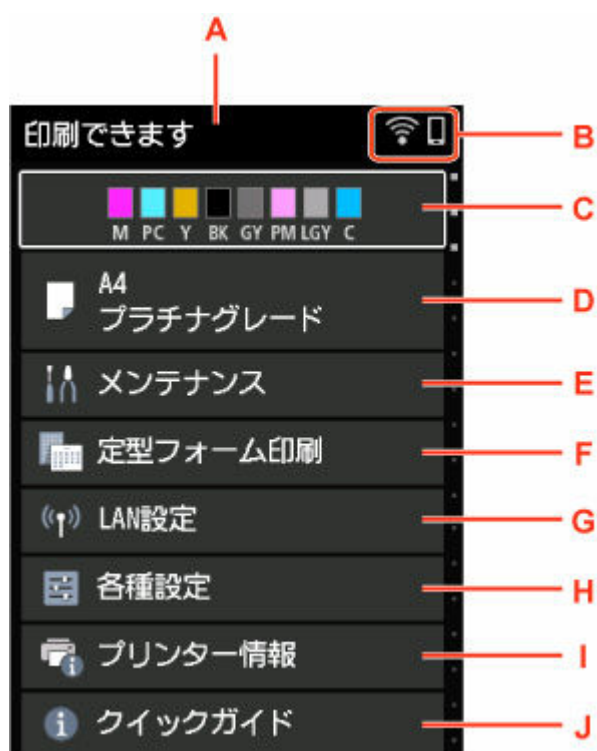 A
印刷できます
B
M PC Y BK GY PM LGY C
C
A4
プラチナグレード
D
メンテナンス
E
定型フォーム印刷
F
LAN設定
G
各種設定
H
プリンター情報
I
クイックガイド
J